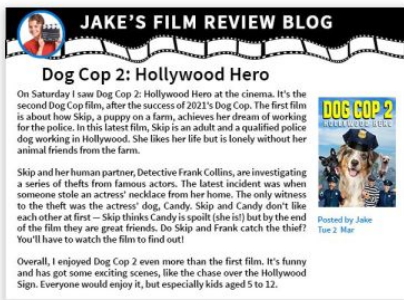 JAKE'S FILM REVIEW BLOG
Dog Cop 2: Hollywood Hero
On Saturday I saw Dog Cop 2: Hollywood Hero at the cinema. It's the
second Dog Cop film, after the success of 2021's Dog Cop. The first film
is about how Skip, a puppy on a farm, achieves her dream of working
for the police. In this latest film, Skip is an adult and a qualified police
dog working in Hollywood. She likes her life but is lonely without her
animal friends from the farm.
Skip and her human partner, Detective Frank Collins, are investigating
a series of thefts from famous actors. The latest incident was when
someone stole an actress' necklace from her home. The only witness
to the theft was the actress' dog, Candy. Skip and Candy don't like
each other at first — Skip thinks Candy is spoilt (she is!) but by the end
of the film they are great friends. Do Skip and Frank catch the thief?
You'll have to watch the film to find out!
Overall, I enjoyed Dog Cop 2 even more than the first film. It's funny
and has got some exciting scenes, like the chase over the Hollywood
Sign. Everyone would enjoy it, but especially kids aged 5 to 12.
DOG COP 2
HOLLYWOOD HERO
Posted by Jake
Tue 2 Mar